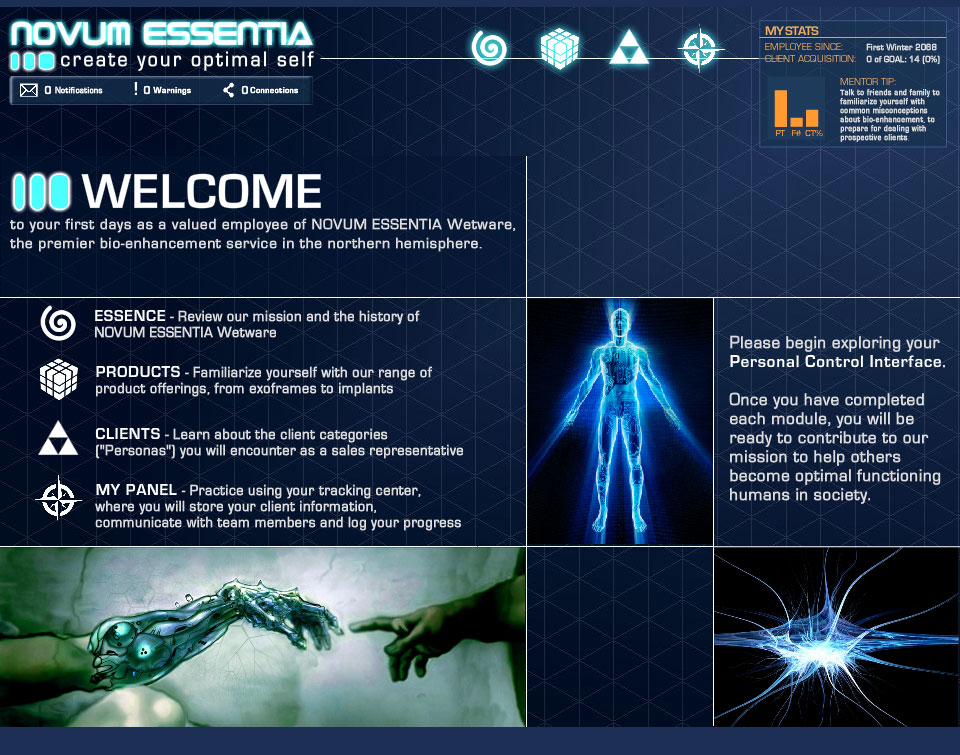 NOVUM ESSENTIA
create your optimal self
0 Notifications
0 Warnings
0 Connections
MY STATS
EMPLOYEE SINCE: First Winter 2088
CLIENT ACQUISITION: 0 of GOAL: 14 (0%)
MENTOR TIP:
Talk to friends and family to
familiarize yourself with
common misconceptions
about bio-enhancement, to
prepare for dealing with
prospective clients.
PT F# CT%
WELCOME
to your first days as a valued employee of NOVUM ESSENTIA Wetware,
the premier bio-enhancement service in the northern hemisphere.
ESSENCE - Review our mission and the history of
NOVUM ESSENTIA Wetware
PRODUCTS - Familiarize yourself with our range of
product offerings, from exoframes to implants
CLIENTS - Learn about the client categories
("Personas") you will encounter as a sales representative
MY PANEL - Practice using your tracking center,
where you will store your client information,
communicate with team members and log your progress
Please begin exploring your
Personal Control Interface.
Once you have completed
each module, you will be
ready to contribute to our
mission to help others
become optimal functioning
humans in society.